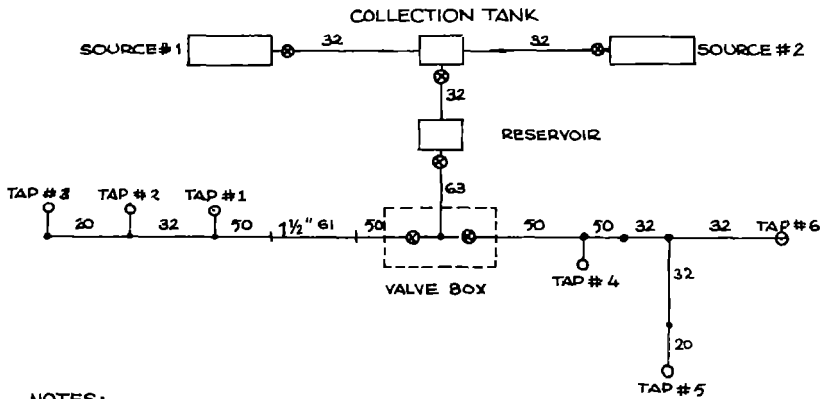 COLLECTION TANK
SOURCE #1
32
32
SOURCE #2
32
RESERVOIR
63
TAP #3
TAP #2
TAP #1
20
32
50
1½" GI
50
50
50
32
32
TAP #6
VALVE BOX
TAP #4
32
20
TAP #5
NOTES: